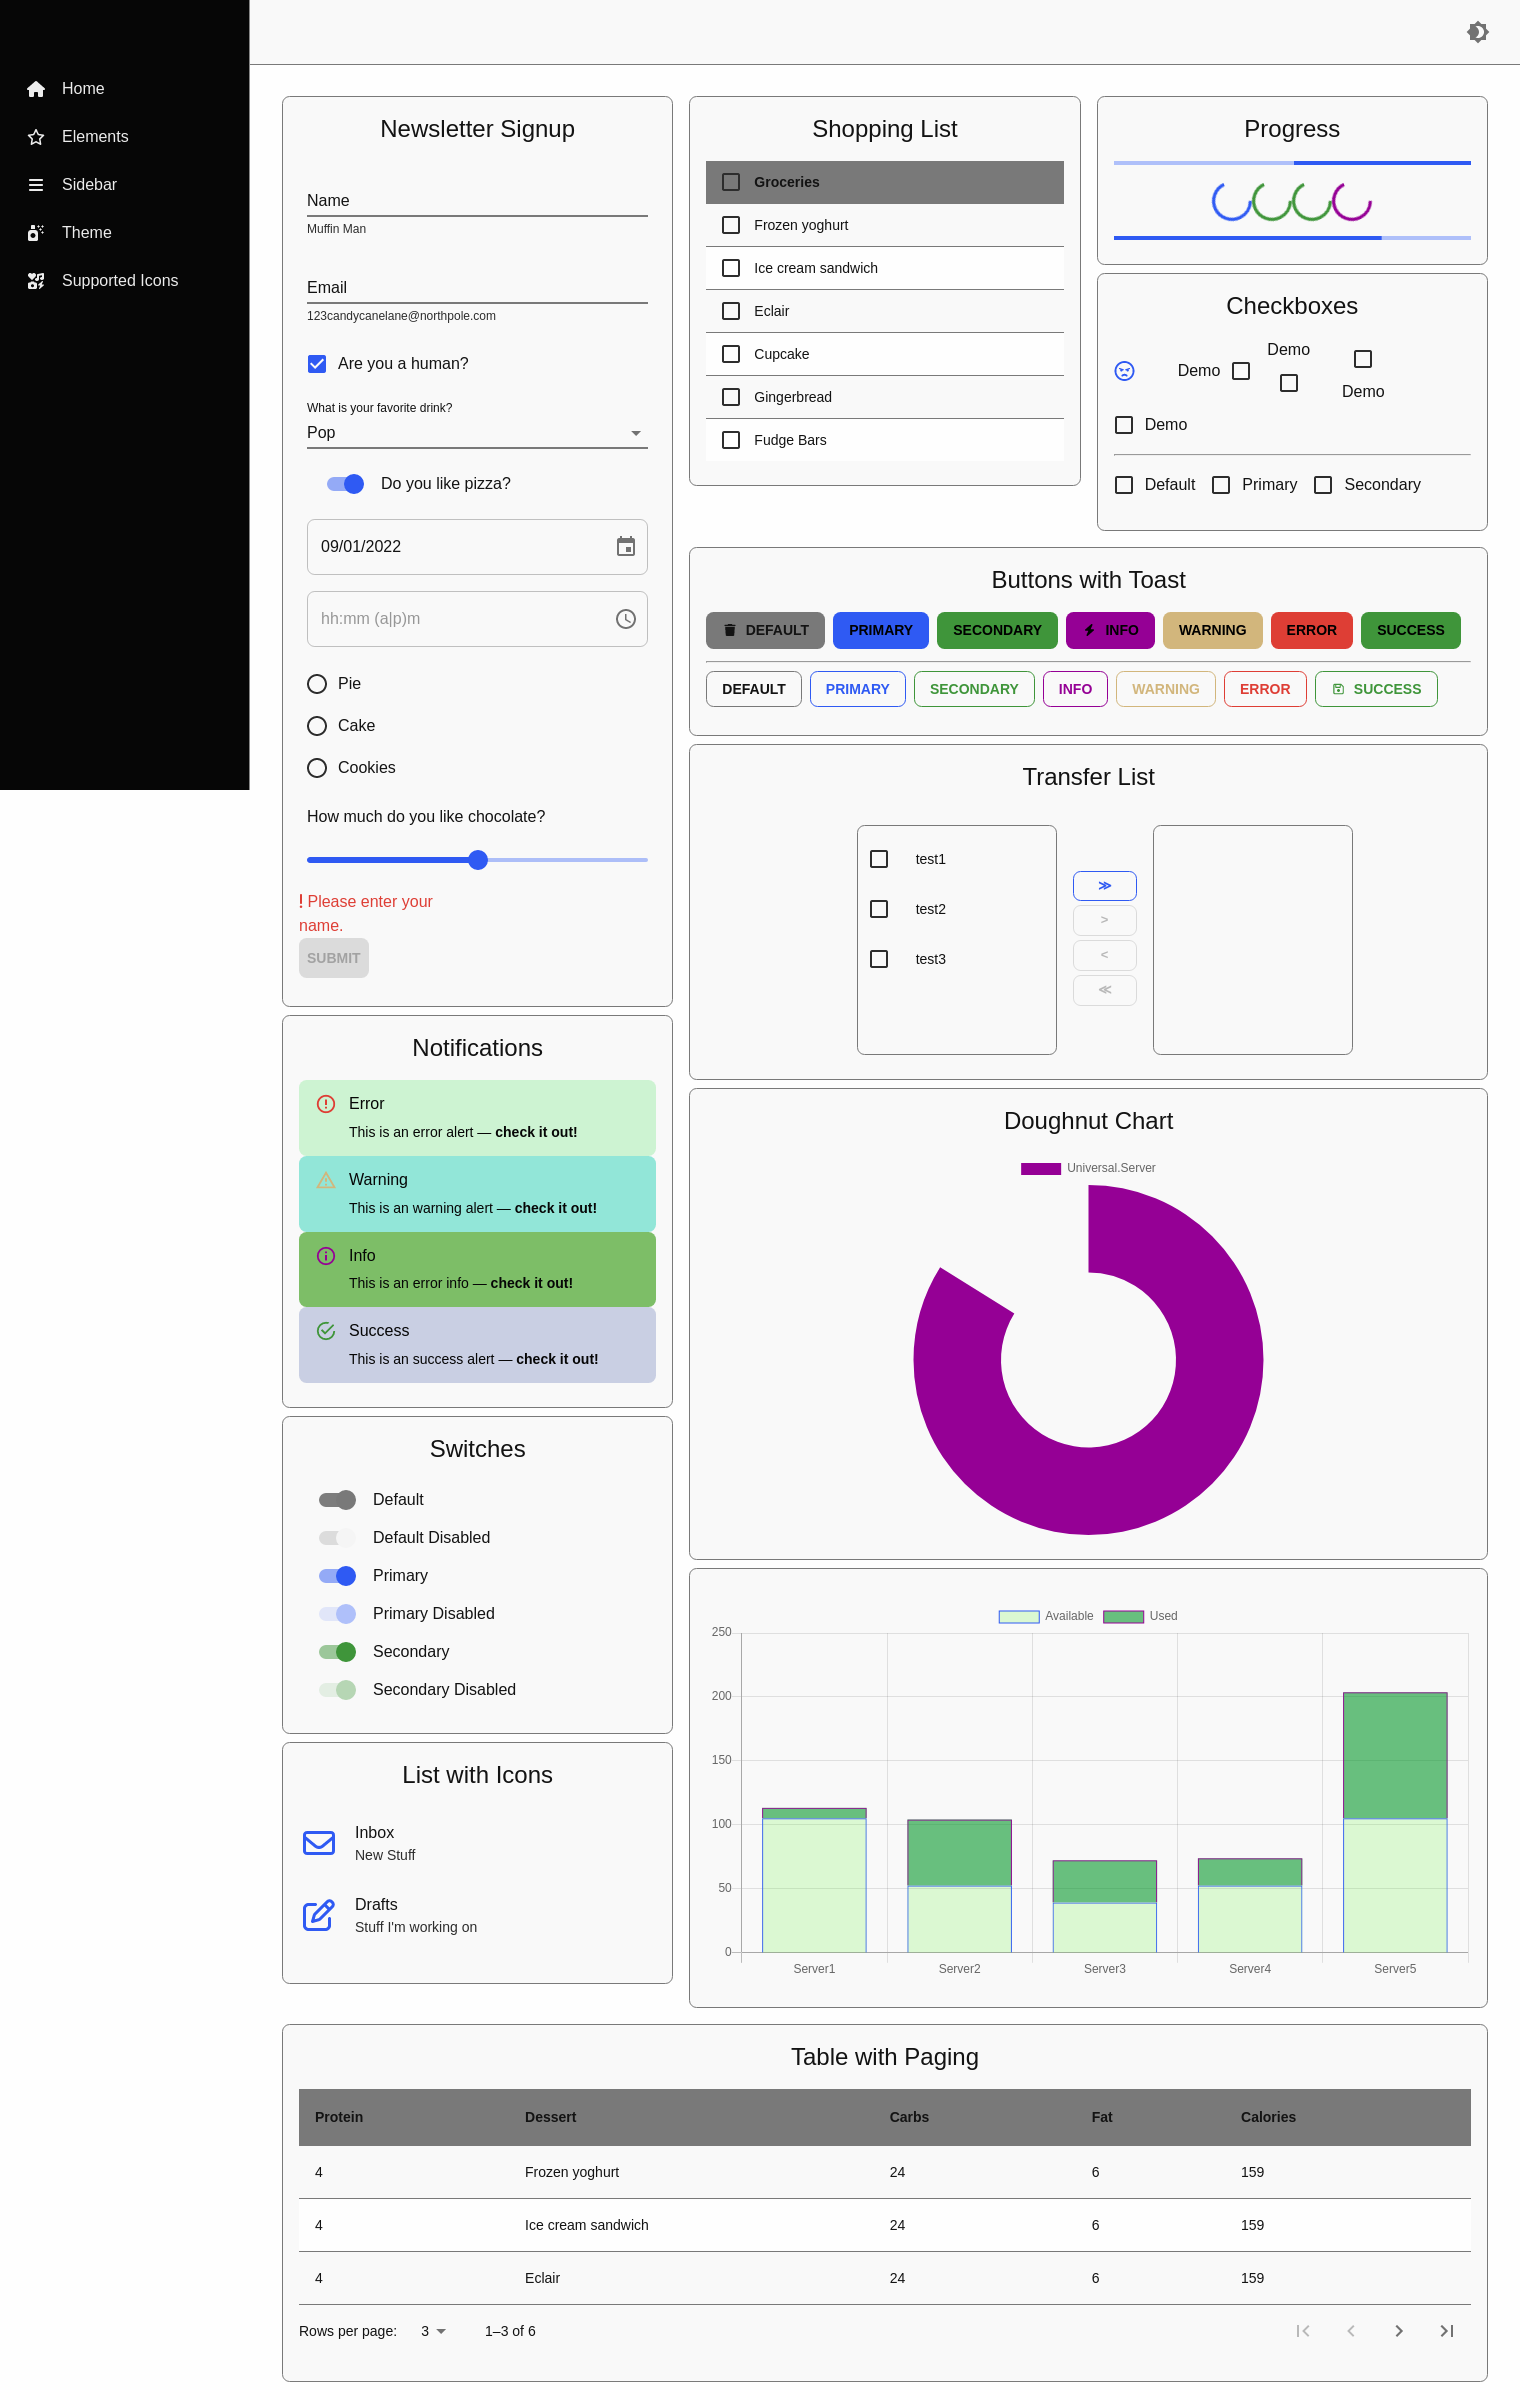 Home
Elements
Sidebar
Theme
Supported Icons
Newsletter Signup
Name
Muffin Man
Email
123candycanelane@northpole.com
Are you a human?
What is your favorite drink?
Pop
Do you like pizza?
09/01/2022
hh:mm (a|p)m
Pie
Cake
Cookies
How much do you like chocolate?
! Please enter your
name.
SUBMIT
Notifications
Error
This is an error alert — check it out!
Warning
This is an warning alert — check it out!
Info
This is an error info — check it out!
Success
This is an success alert — check it out!
Switches
Default
Default Disabled
Primary
Primary Disabled
Secondary
Secondary Disabled
List with Icons
Inbox
New Stuff
Drafts
Stuff I'm working on
Shopping List
Groceries
Frozen yoghurt
Ice cream sandwich
Eclair
Cupcake
Gingerbread
Fudge Bars
Progress
Checkboxes
Demo
Demo
Demo
Demo
Default Primary Secondary
Buttons with Toast
DEFAULT PRIMARY SECONDARY INFO WARNING ERROR SUCCESS
DEFAULT PRIMARY SECONDARY INFO WARNING ERROR SUCCESS
Transfer List
test1
test2
test3
≫
>
<
≪
Doughnut Chart
Universal.Server
Available Used
250
200
150
100
50
0
Server1 Server2 Server3 Server4 Server5
Table with Paging
Protein Dessert Carbs Fat Calories
4 Frozen yoghurt 24 6 159
4 Ice cream sandwich 24 6 159
4 Eclair 24 6 159
Rows per page: 3 1–3 of 6